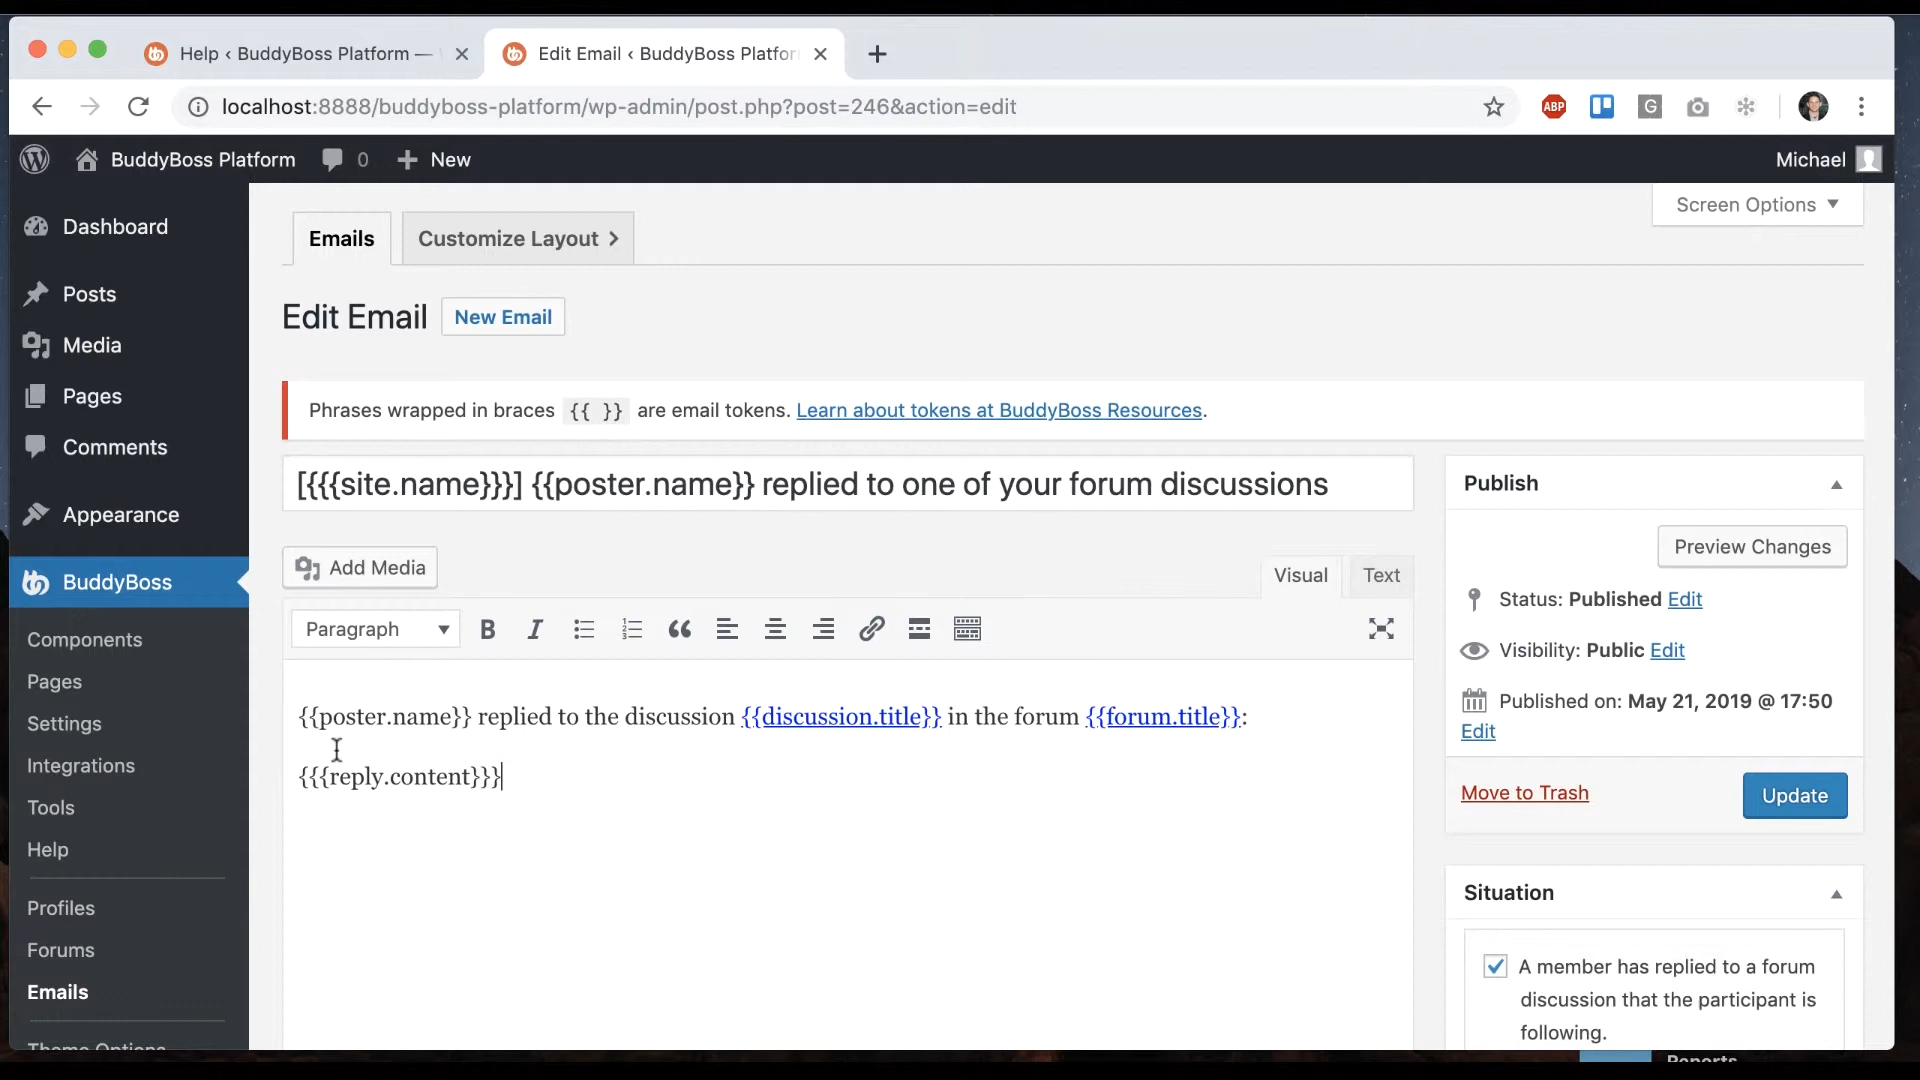 Help ‹ BuddyBoss Platform —
Edit Email ‹ BuddyBoss Platfor
localhost:8888/buddyboss-platform/wp-admin/post.php?post=246&action=edit
ABP
G
BuddyBoss Platform
0
New
Michael
Screen Options
Dashboard
Posts
Media
Pages
Comments
Appearance
BuddyBoss
Components
Pages
Settings
Integrations
Tools
Help
Profiles
Forums
Emails
Theme Options
Emails
Customize Layout
Edit Email
New Email
Phrases wrapped in braces {{ }} are email tokens. Learn about tokens at BuddyBoss Resources.
[{{{site.name}}}] {{poster.name}} replied to one of your forum discussions
Add Media
Visual
Text
Paragraph
B
I
{{poster.name}} replied to the discussion {{discussion.title}} in the forum {{forum.title}}:
{{{reply.content}}}
Publish
Preview Changes
Status: Published Edit
Visibility: Public Edit
Published on: May 21, 2019 @ 17:50
Edit
Move to Trash
Update
Situation
A member has replied to a forum
discussion that the participant is
following.
Reports